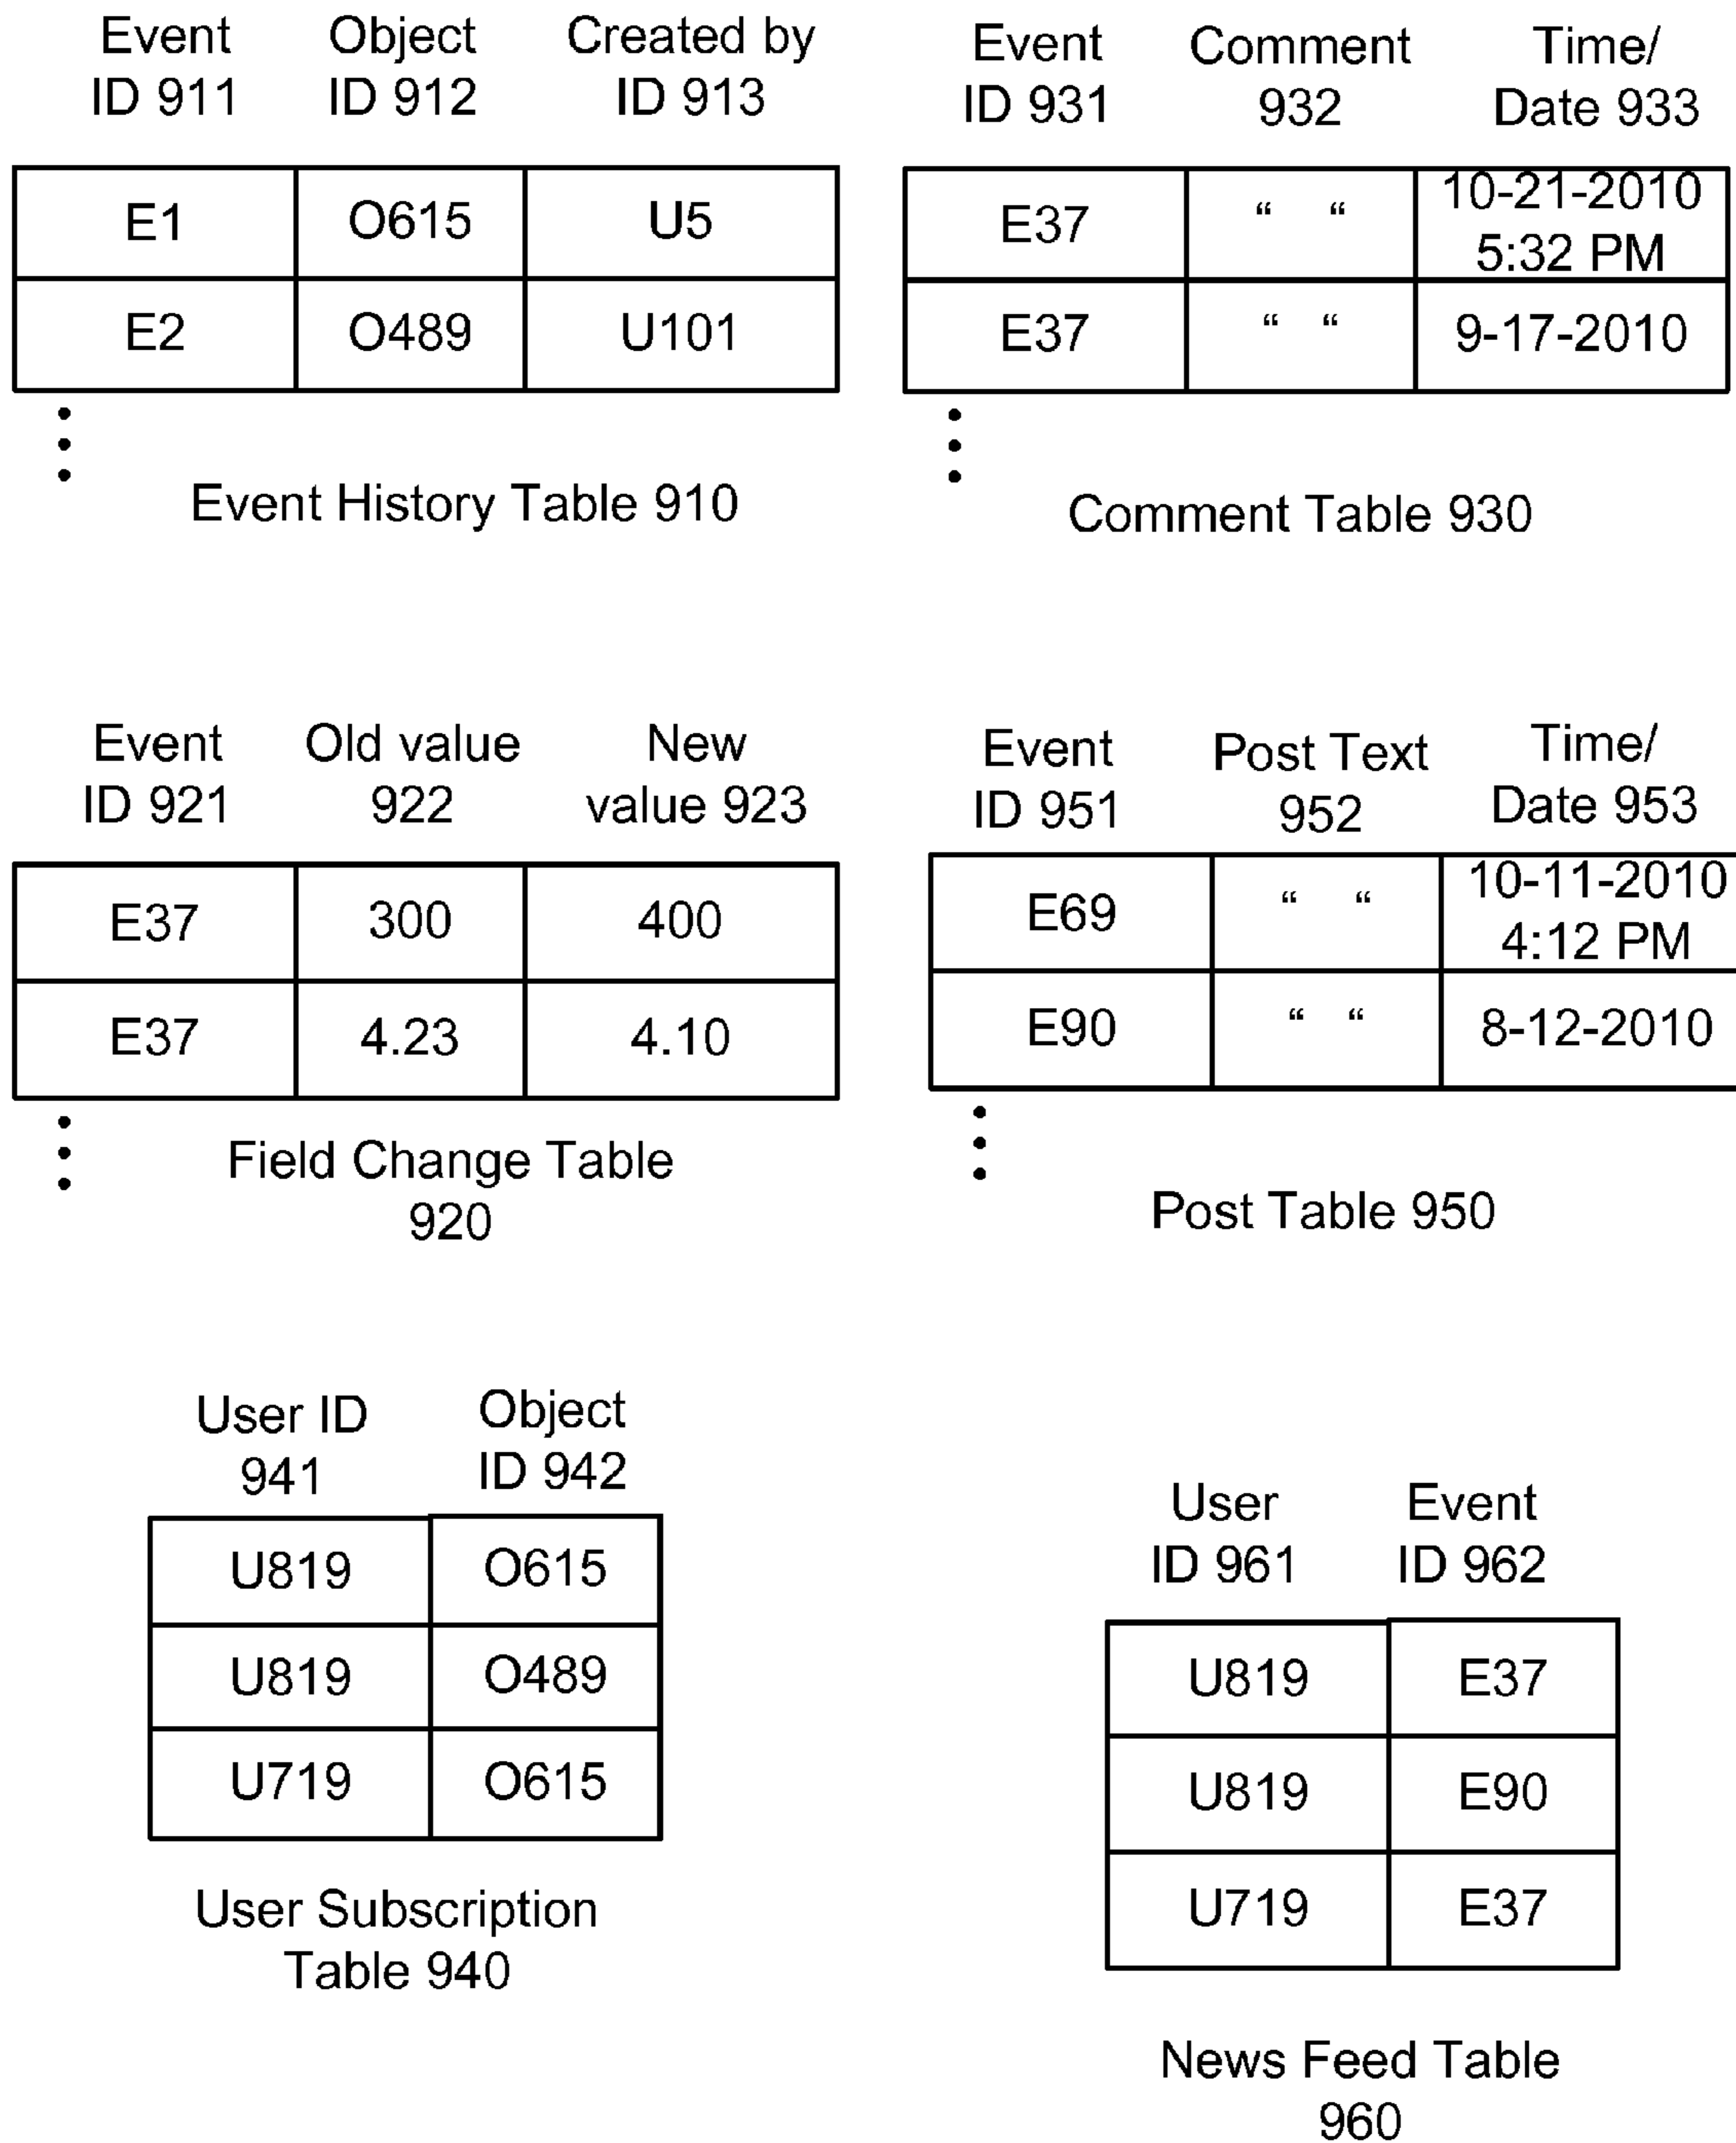 Event ID 911 Object ID 912 Created by ID 913
E1 O615 U5
E2 O489 U101
Event History Table 910
Event ID 931 Comment 932 Time/ Date 933
E37 “ “ 10-21-2010 5:32 PM
E37 “ “ 9-17-2010
Comment Table 930
Event ID 921 Old value 922 New value 923
E37 300 400
E37 4.23 4.10
Field Change Table 920
Event ID 951 Post Text 952 Time/ Date 953
E69 “ “ 10-11-2010 4:12 PM
E90 “ “ 8-12-2010
Post Table 950
User ID 941 Object ID 942
U819 O615
U819 O489
U719 O615
User Subscription Table 940
User ID 961 Event ID 962
U819 E37
U819 E90
U719 E37
News Feed Table 960